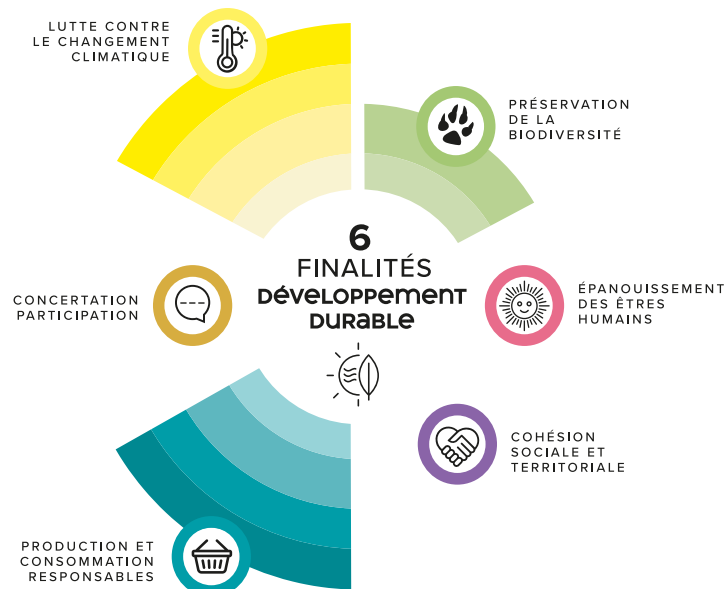 LUTTE CONTRE
LE CHANGEMENT
CLIMATIQUE
PRÉSERVATION
DE LA
BIODIVERSITÉ
6
FINALITÉS
DÉVELOPPEMENT
DURABLE
CONCERTATION
PARTICIPATION
ÉPANOUISSEMENT
DES ÊTRES
HUMAINS
COHÉSION
SOCIALE ET
TERRITORIALE
PRODUCTION ET
CONSOMMATION
RESPONSABLES